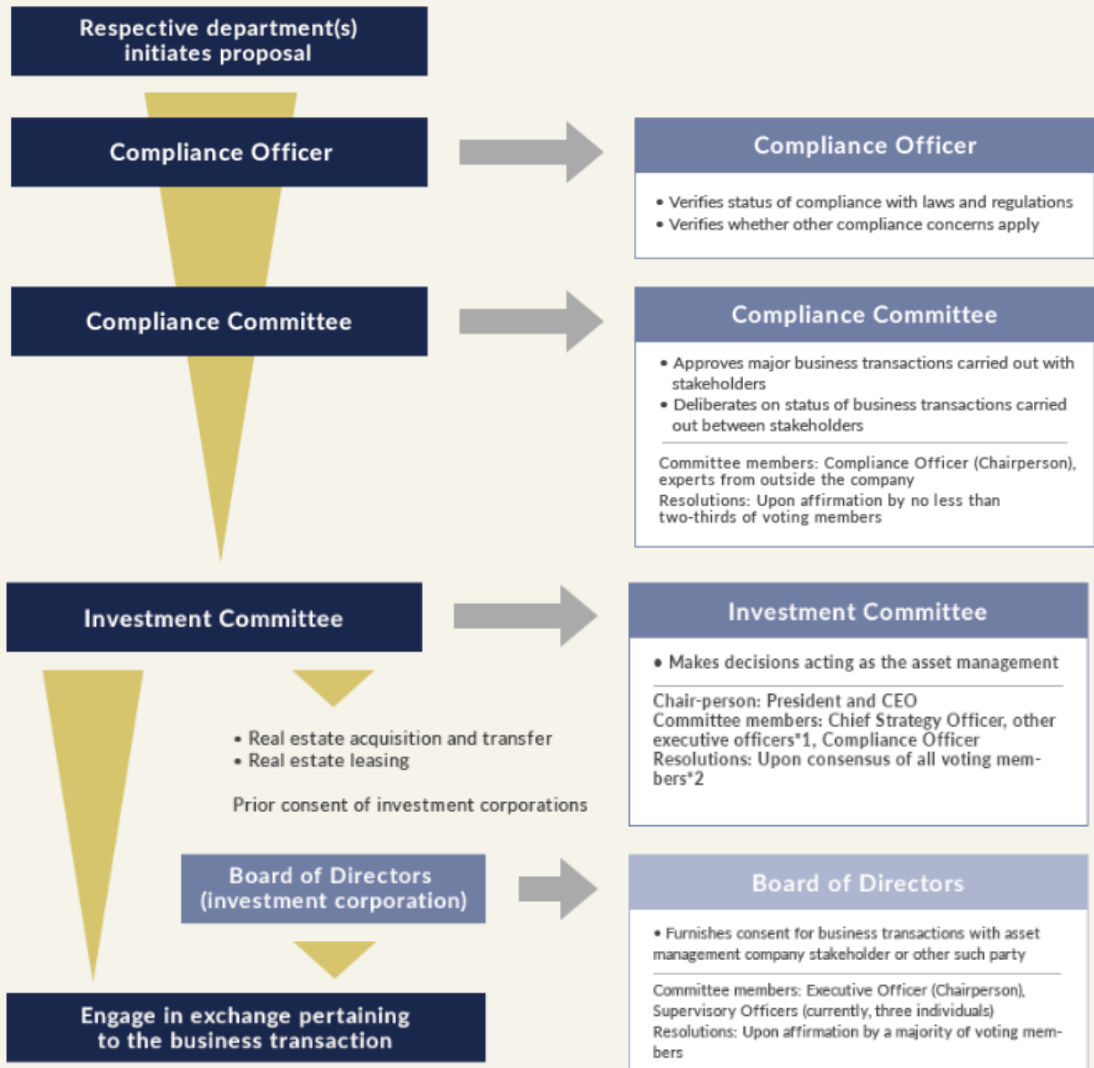 Respective department(s)
initiates proposal
Compliance Officer
Compliance Officer
• Verifies status of compliance with laws and regulations
• Verifies whether other compliance concerns apply
Compliance Committee
Compliance Committee
• Approves major business transactions carried out with
stakeholders
• Deliberates on status of business transactions carried
out between stakeholders
Committee members: Compliance Officer (Chairperson),
experts from outside the company
Resolutions: Upon affirmation by no less than
two-thirds of voting members
Investment Committee
Investment Committee
• Makes decisions acting as the asset management
Chair-person: President and CEO
Committee members: Chief Strategy Officer, other
executive officers*1, Compliance Officer
Resolutions: Upon consensus of all voting mem-
bers*2
• Real estate acquisition and transfer
• Real estate leasing
Prior consent of investment corporations
Board of Directors
(investment corporation)
Board of Directors
• Furnishes consent for business transactions with asset
management company stakeholder or other such party
Committee members: Executive Officer (Chairperson),
Supervisory Officers (currently, three individuals)
Resolutions: Upon affirmation by a majority of voting mem-
bers
Engage in exchange pertaining
to the business transaction